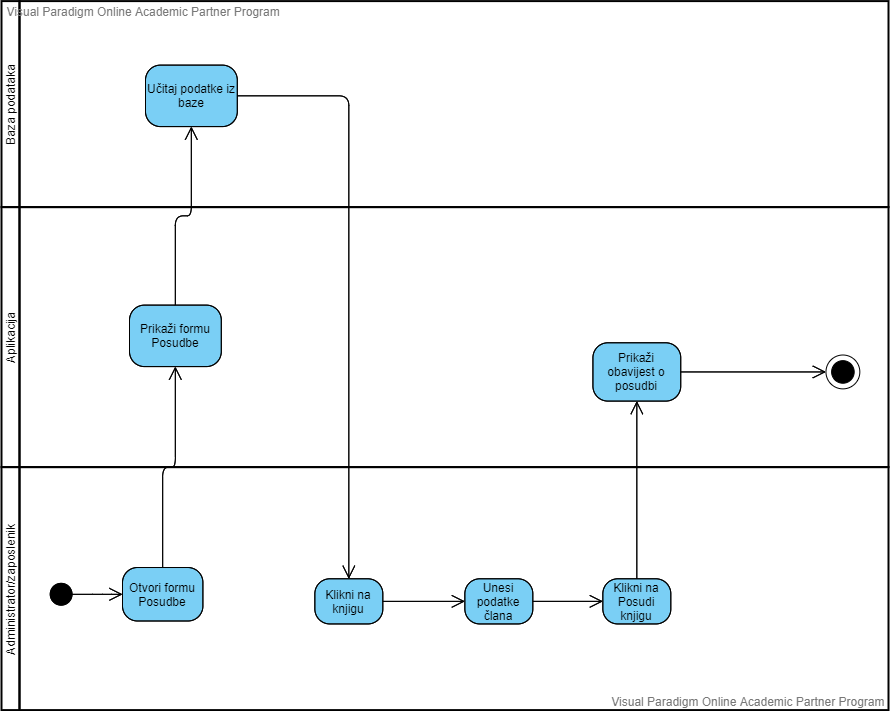 Visual Paradigm Online Academic Partner Program
Baza podataka
Učitaj podatke iz
baze
Aplikacija
Prikaži formu
Posudbe
Prikaži
obavijest o
posudbi
Administrator/zaposlenik
Otvori formu
Posudbe
Klikni na
knjigu
Unesi
podatke
člana
Klikni na
Posudi
knjigu
Visual Paradigm Online Academic Partner Program